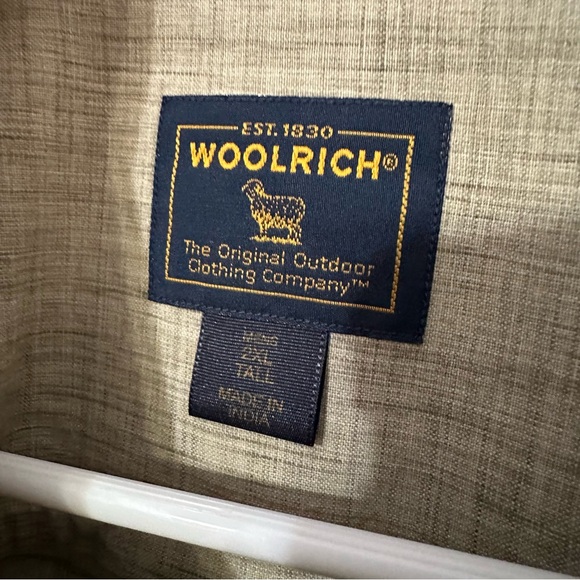 EST. 1830
WOOLRICH®
The Original Outdoor
Clothing Company™
MENS
2XL
TALL
MADE IN
INDIA